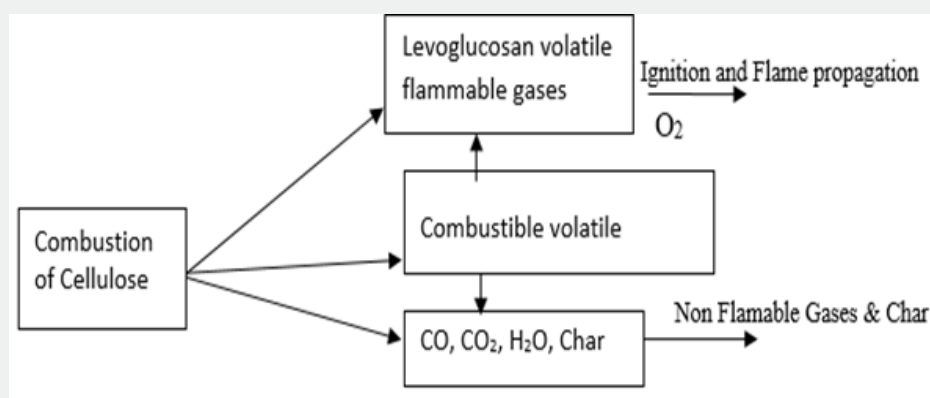 Levoglucosan volatile
flammable gases
Ignition and Flame propagation
O₂
Combustible volatile
Combustion
of Cellulose
Non Flamable Gases & Char
CO, CO₂, H₂O, Char